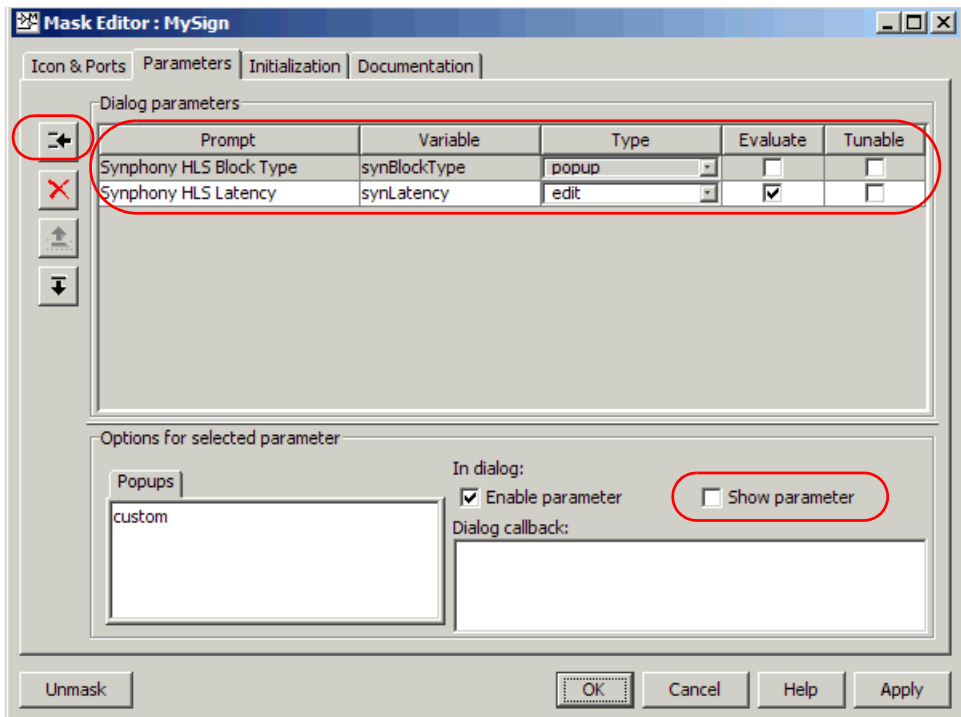 Mask Editor : MySign
Icon & Ports Parameters Initialization Documentation
Dialog parameters
Prompt Variable Type Evaluate Tunable
Synphony HLS Block Type synBlockType popup
Synphony HLS Latency synLatency edit
Options for selected parameter
Popups
custom
In dialog:
Enable parameter Show parameter
Dialog callback:
Unmask OK Cancel Help Apply